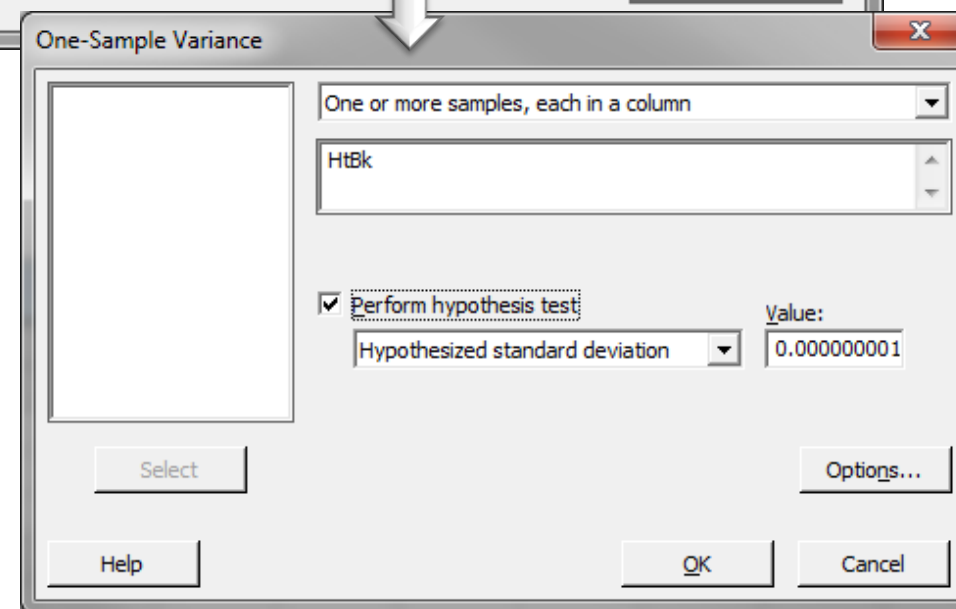 One-Sample Variance
One or more samples, each in a column
HtBk
Perform hypothesis test
Value:
Hypothesized standard deviation
0.000000001
Select
Options...
Help
OK
Cancel